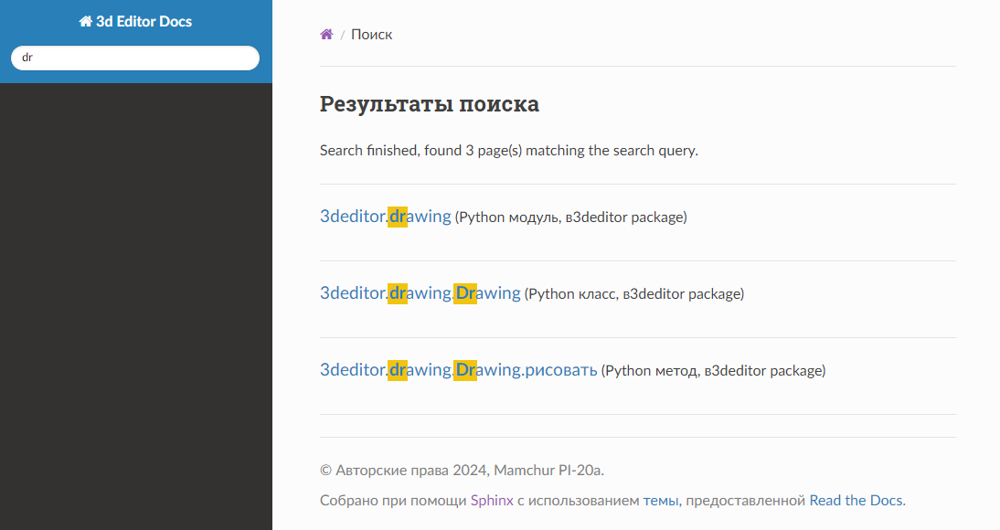 3d Editor Docs
dr
/ Поиск
Результаты поиска
Search finished, found 3 page(s) matching the search query.
3deditor.drawing (Python модуль, в3deditor package)
3deditor.drawing.Drawing (Python класс, в3deditor package)
3deditor.drawing.Drawing.рисовать (Python метод, в3deditor package)
© Авторские права 2024, Mamchur PI-20a.
Собрано при помощи Sphinx с использованием темы, предоставленной Read the Docs.